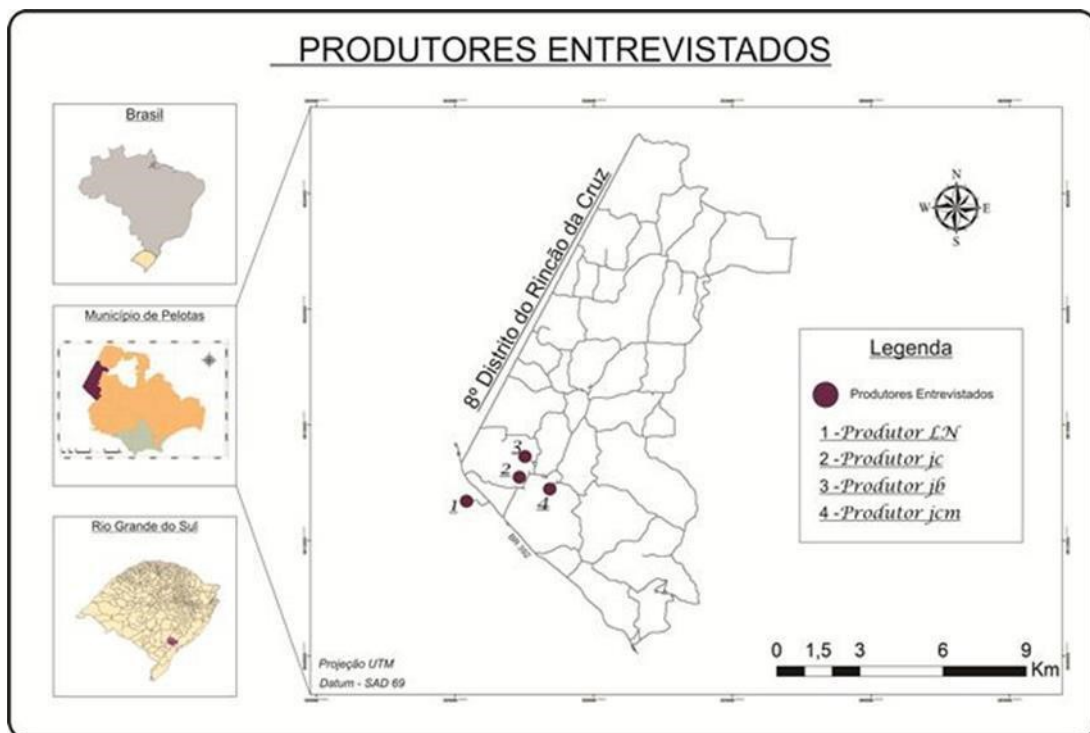 PRODUTORES ENTREVISTADOS
Brasil
Município de Pelotas
Rio Grande do Sul
8º Distrito do Rincão da Cruz
N
W E
S
3
2
1
4
BR 392
Legenda
Produtores Entrevistados
1 -Produtor LN
2 -Produtor jc
3 -Produtor jb
4 -Produtor jcm
Projeção UTM
Datum - SAD 69
0 1,5 3 6 9
Km